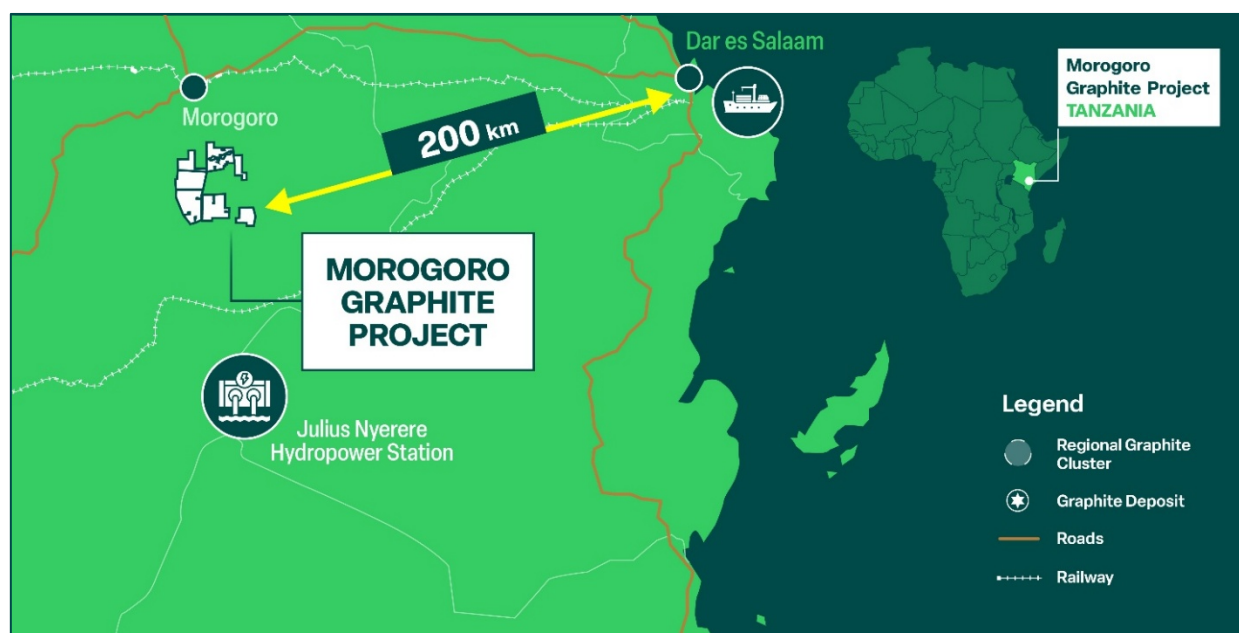 Dar es Salaam
Morogoro
200 km
MOROGORO
GRAPHITE
PROJECT
Julius Nyerere
Hydropower Station
Morogoro
Graphite Project
TANZANIA
Legend
Regional Graphite
Cluster
Graphite Deposit
Roads
Railway